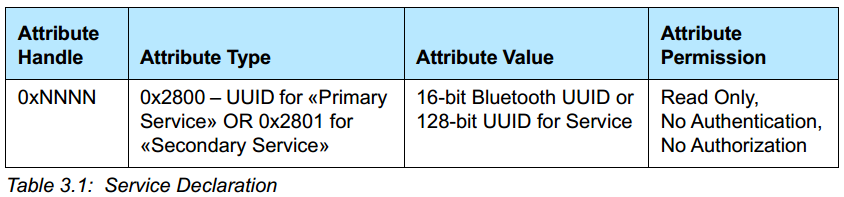 Attribute Handle
Attribute Type
Attribute Value
Attribute Permission
0xNNNN
0x2800 – UUID for «Primary
Service» OR 0x2801 for
«Secondary Service»
16-bit Bluetooth UUID or
128-bit UUID for Service
Read Only,
No Authentication,
No Authorization
Table 3.1:  Service Declaration